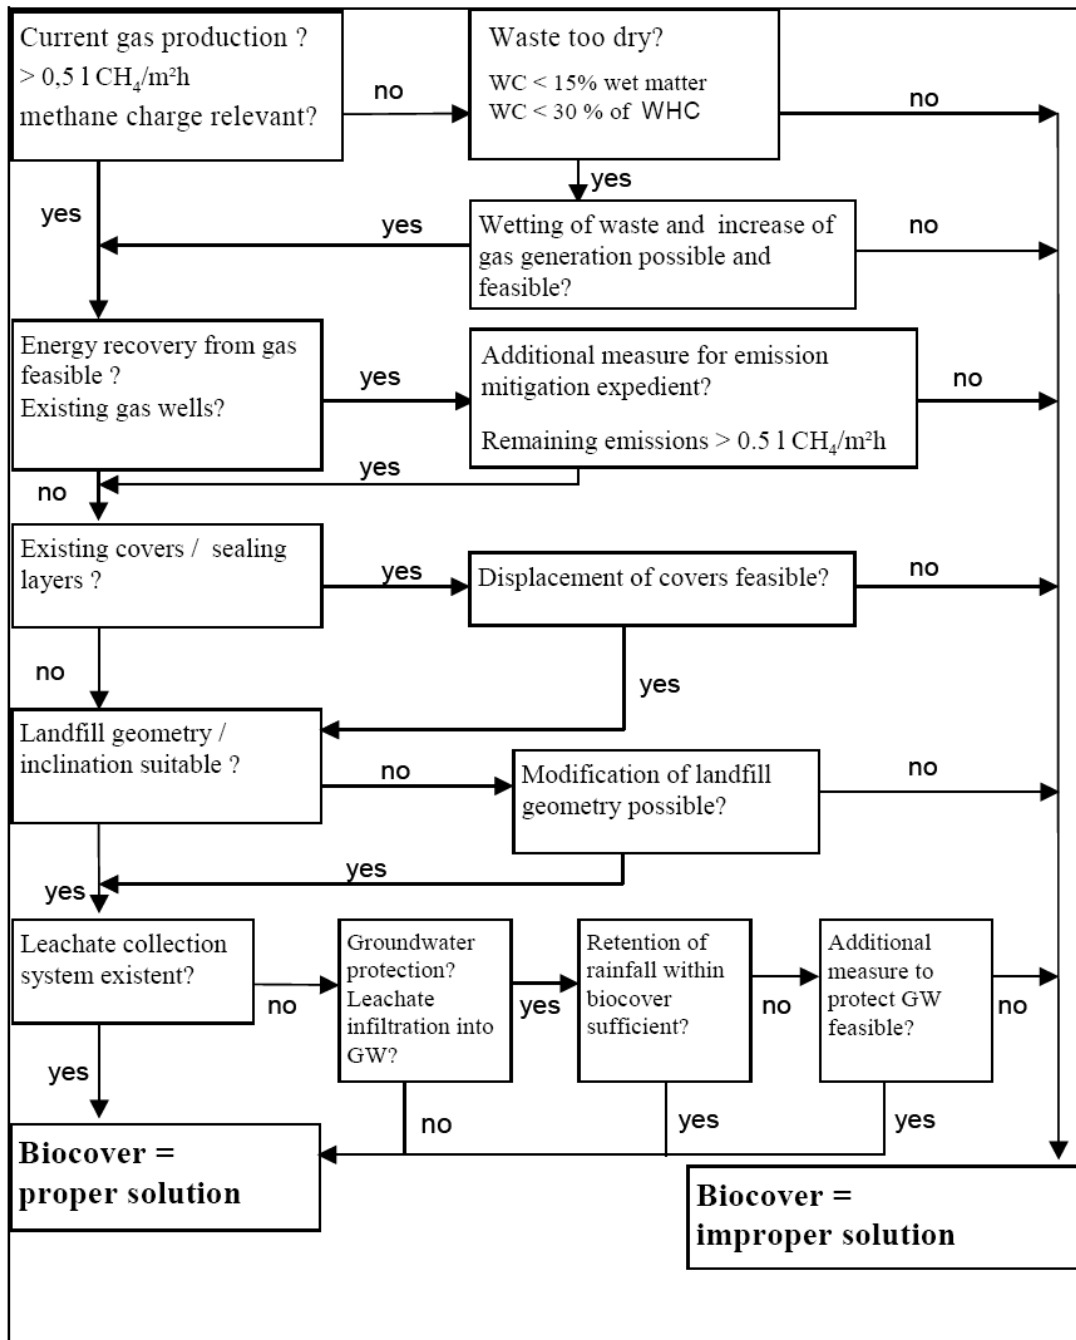 Current gas production ?
> 0,5 l CH₄/m²h
methane charge relevant?
no
Waste too dry?
WC < 15% wet matter
WC < 30 % of WHC
no
yes
yes
yes
Wetting of waste and increase of
gas generation possible and
feasible?
no
Energy recovery from gas
feasible ?
Existing gas wells?
yes
Additional measure for emission
mitigation expedient?
Remaining emissions > 0.5 l CH₄/m²h
no
yes
no
Existing covers / sealing
layers ?
yes
Displacement of covers feasible?
no
no
yes
Landfill geometry /
inclination suitable ?
no
Modification of landfill
geometry possible?
no
yes
yes
Leachate collection
system existent?
no
Groundwater
protection?
Leachate
infiltration into
GW?
yes
Retention of
rainfall within
biocover
sufficient?
no
Additional
measure to
protect GW
feasible?
no
yes
no
yes
yes
Biocover =
proper solution
Biocover =
improper solution